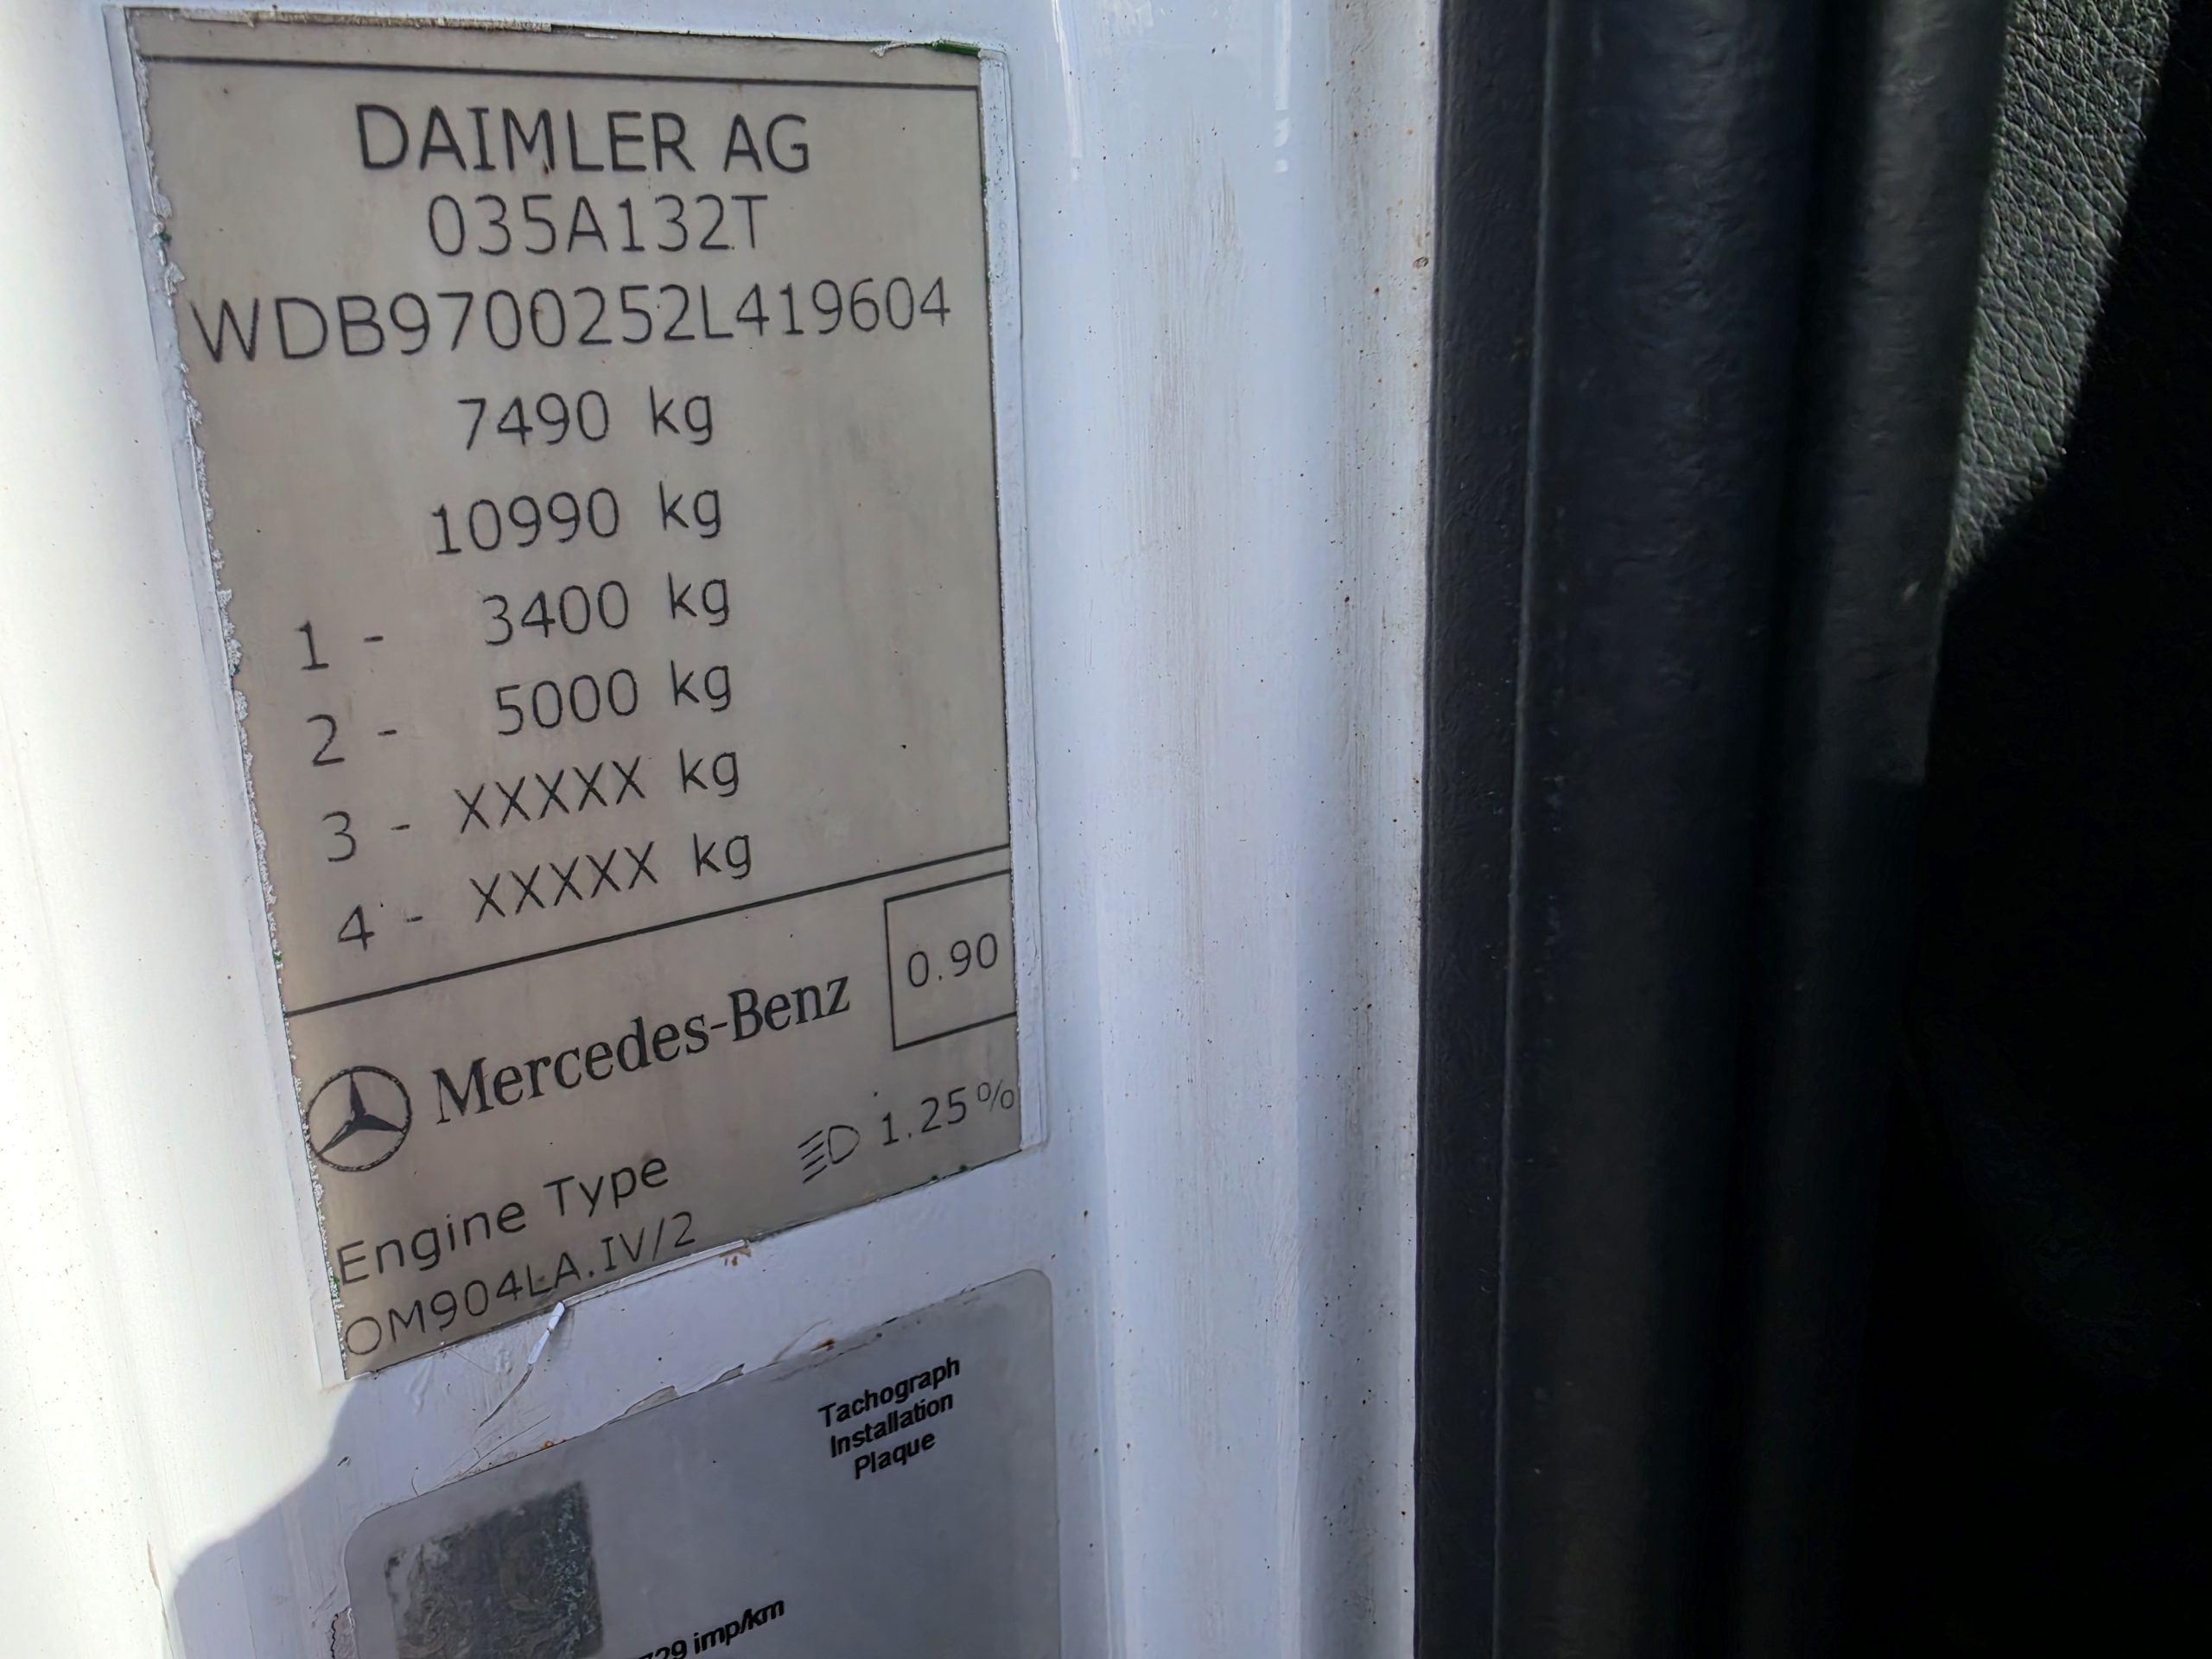 DAIMLER AG
035A132T
WDB9700252L419604
7490 kg
10990 kg
1 - 3400 kg
2 - 5000 kg
3 - XXXXX kg
4 - XXXXX kg
Mercedes-Benz 0.90
1.25%
Engine Type
OM904LA.IV/2
Tachograph
Installation
Plaque
imp/km